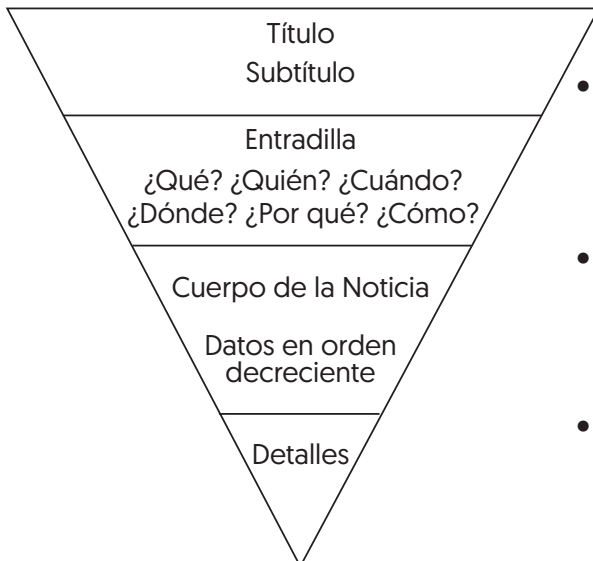 Título
Subtítulo
Entradilla
¿Qué? ¿Quién? ¿Cuándo?
¿Dónde? ¿Por qué? ¿Cómo?
Cuerpo de la Noticia
Datos en orden
decreciente
Detalles